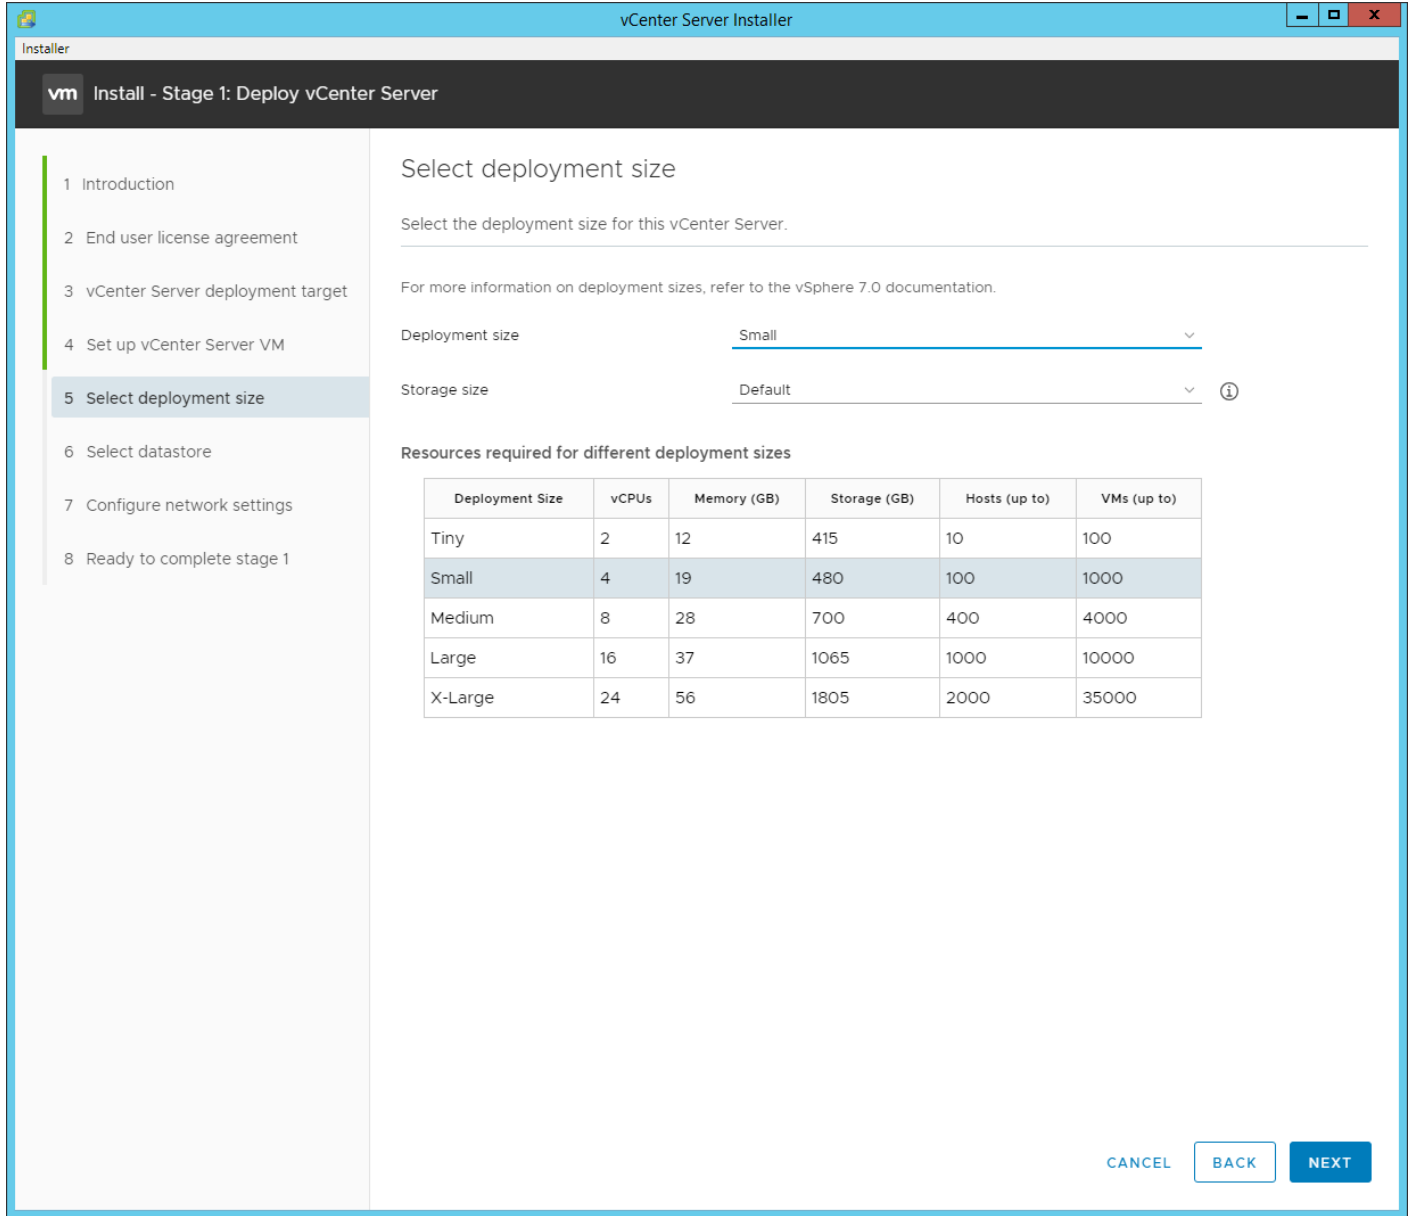 vCenter Server Installer
Installer
vm Install - Stage 1: Deploy vCenter Server
1 Introduction
2 End user license agreement
3 vCenter Server deployment target
4 Set up vCenter Server VM
5 Select deployment size
6 Select datastore
7 Configure network settings
8 Ready to complete stage 1
Select deployment size
Select the deployment size for this vCenter Server.
For more information on deployment sizes, refer to the vSphere 7.0 documentation.
Deployment size Small
Storage size Default
Resources required for different deployment sizes
Deployment Size vCPUs Memory (GB) Storage (GB) Hosts (up to) VMs (up to)
Tiny 2 12 415 10 100
Small 4 19 480 100 1000
Medium 8 28 700 400 4000
Large 16 37 1065 1000 10000
X-Large 24 56 1805 2000 35000
CANCEL BACK NEXT